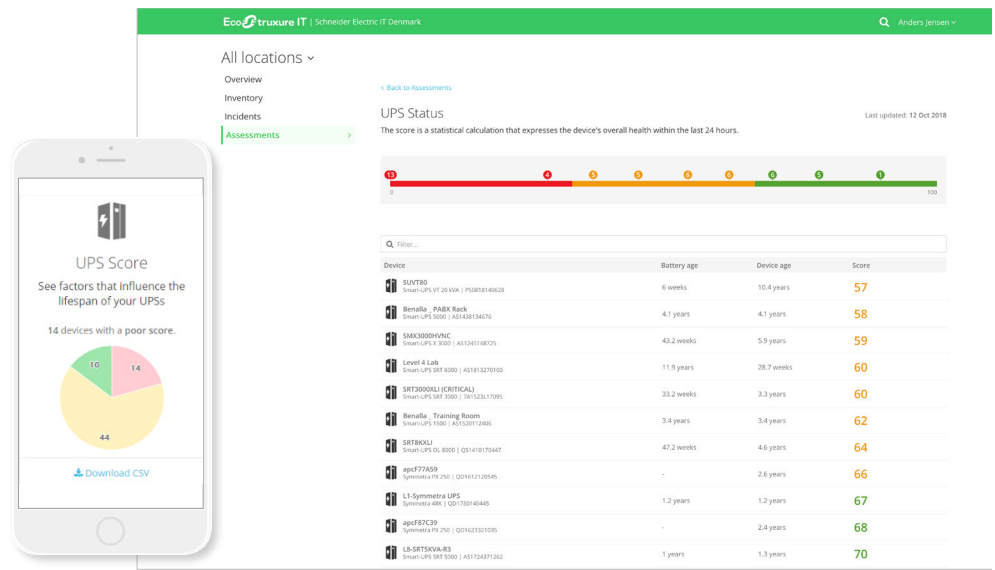 EcoStruxure IT | Schneider Electric IT Denmark
Anders Jensen
All locations
Overview
Inventory
Incidents
Assessments
< Back to Assessments
UPS Status
Last updated: 12 Oct 2018
The score is a statistical calculation that expresses the device's overall health within the last 24 hours.
13 4 5 5 6 6 6 5 1
0 100
Filter...
Device Battery age Device age Score
SUVT80
Smart-UPS VT 20 kVA | PS0818140628
6 weeks 10.4 years 57
Benalla _ PABX Rack
Smart-UPS 5000 | AS1438134676
4.1 years 4.1 years 58
SMX3000HVNC
Smart-UPS X 3000 | AS1245148725
43.2 weeks 5.9 years 59
Level 4 Lab
Smart-UPS SRT 6000 | AS1813270100
11.9 years 28.7 weeks 60
SRT3000XLI (CRITICAL)
Smart-UPS SRT 3000 | 7A1523L17095
33.2 weeks 3.3 years 60
Benalla _ Training Room
Smart-UPS 1500 | AS1520112406
3.4 years 3.4 years 62
SRT8KXLI
Smart-UPS OL 8000 | QS1418170447
47.2 weeks 4.6 years 64
apcF77A59
Symmetra PX 250 | QD1612120545
- 2.6 years 66
L1-Symmetra UPS
Symmetra 48K | QD1730140445
1.2 years 1.2 years 67
apcF87C39
Symmetra PX 250 | QD1623321035
- 2.4 years 68
L8-SRT5KVA-R3
Smart-UPS SRT 5000 | AS1724371262
1 years 1.3 years 70
UPS Score
See factors that influence the
lifespan of your UPSs
14 devices with a poor score.
10
14
44
Download CSV